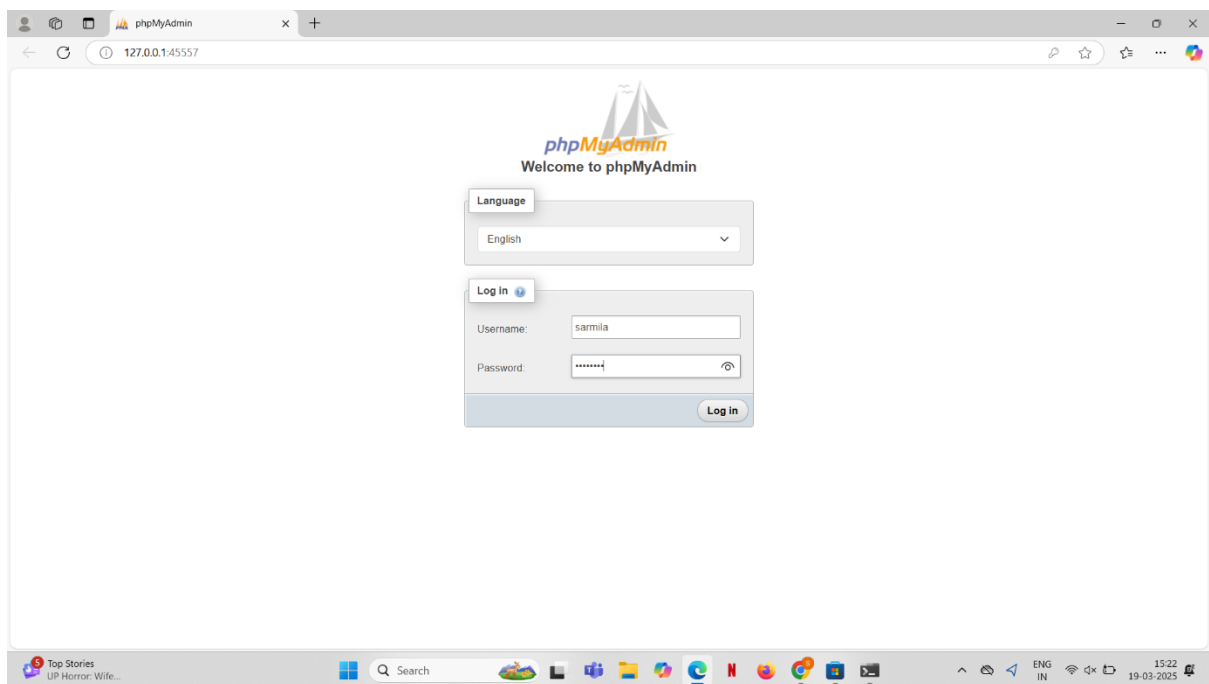 phpMyAdmin
127.0.0.1:45557
phpMyAdmin
Welcome to phpMyAdmin
Language
English
Log in
Username:
sarmila
Password:
••••••••
Log in
5
Top Stories
UP Horror: Wife...
Search
ENG
IN
15:22
19-03-2025